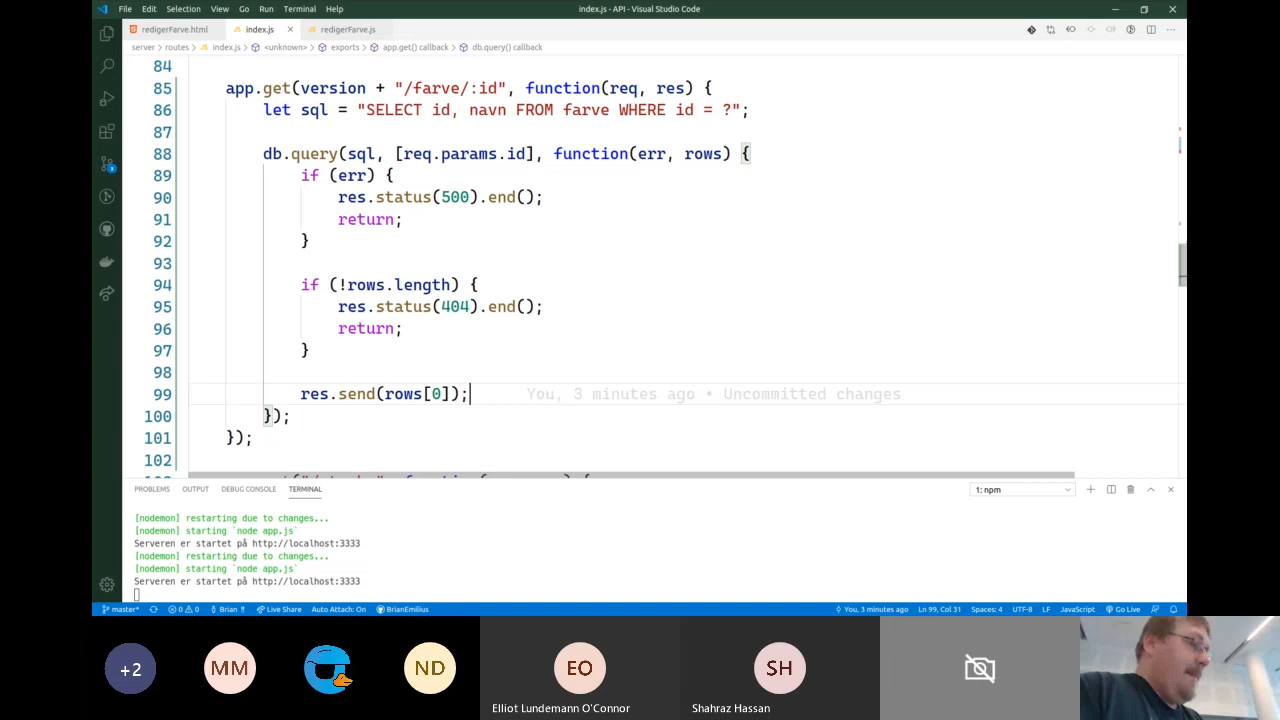 File Edit Selection View Go Run Terminal Help
index.js - API - Visual Studio Code
redigerFarve.html
index.js
redigerFarve.js
server > routes > index.js > <unknown> > exports > app.get() callback > db.query() callback
84
85 app.get(version + "/farve/:id", function(req, res) {
86 let sql = "SELECT id, navn FROM farve WHERE id = ?";
87
88 db.query(sql, [req.params.id], function(err, rows) {
89 if (err) {
90 res.status(500).end();
91 return;
92 }
93
94 if (!rows.length) {
95 res.status(404).end();
96 return;
97 }
98
99 res.send(rows[0]); You, 3 minutes ago • Uncommitted changes
100 });
101 });
102
PROBLEMS OUTPUT DEBUG CONSOLE TERMINAL
1: npm
[nodemon] restarting due to changes...
[nodemon] starting `node app.js`
Serveren er startet på http://localhost:3333
[nodemon] restarting due to changes...
[nodemon] starting `node app.js`
Serveren er startet på http://localhost:3333
master* 0 0 Brian Live Share Auto Attach: On BrianEmilius
You, 3 minutes ago Ln 99, Col 31 Spaces: 4 UTF-8 LF JavaScript Go Live
+2
MM
ND
EO
SH
Elliot Lundemann O'Connor
Shahraz Hassan